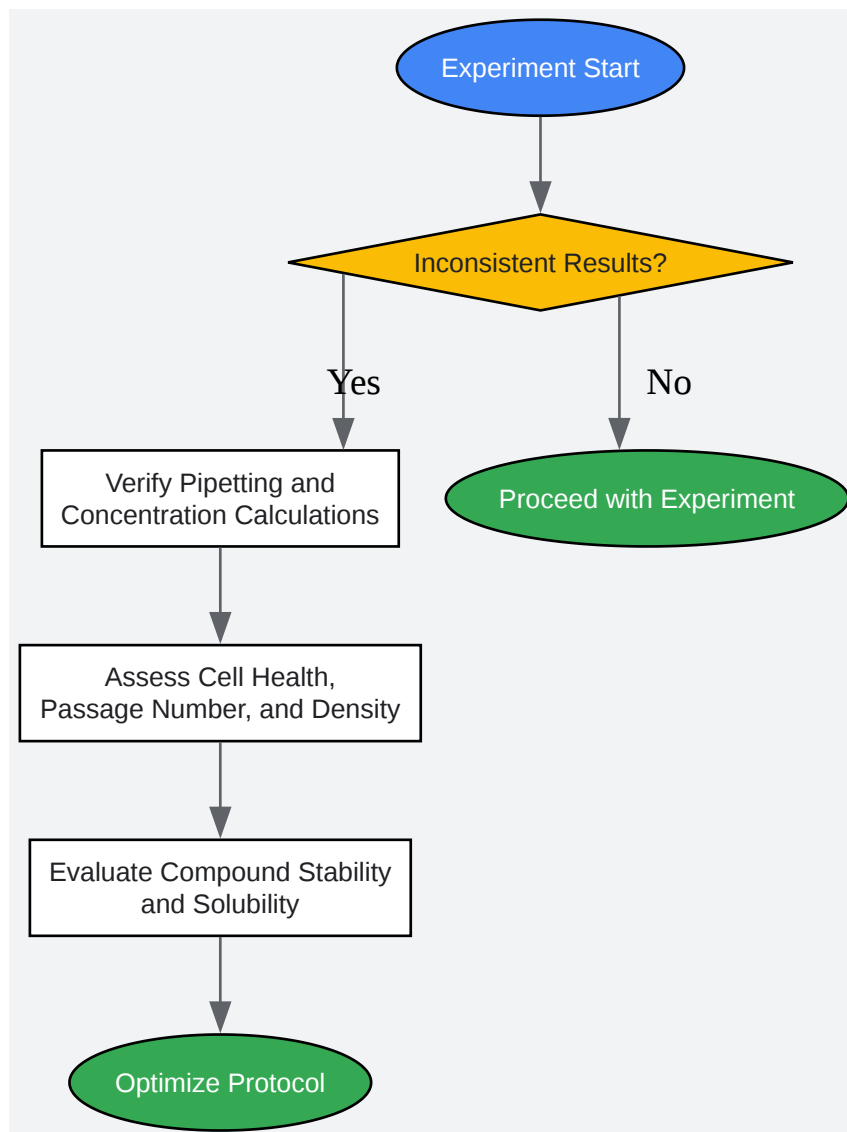 Experiment Start
Inconsistent Results?
Yes
No
Verify Pipetting and
Concentration Calculations
Proceed with Experiment
Assess Cell Health,
Passage Number, and Density
Evaluate Compound Stability
and Solubility
Optimize Protocol